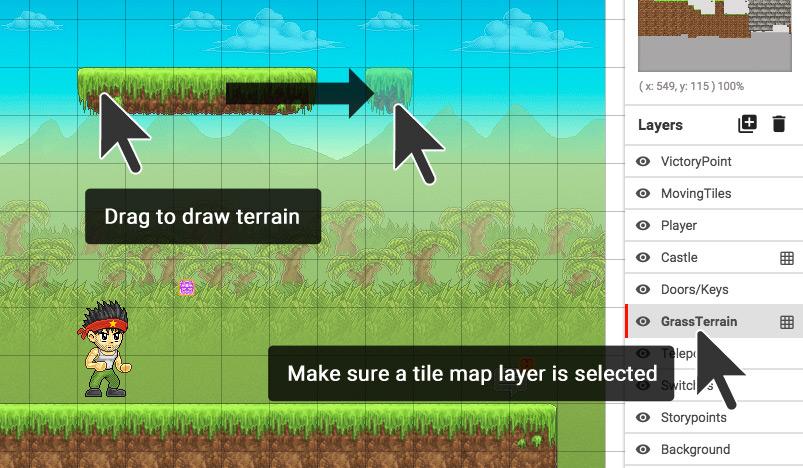 ( x: 549, y: 115 ) 100%
Layers
VictoryPoint
MovingTiles
Player
Castle
Doors/Keys
GrassTerrain
Storypoints
Background
Drag to draw terrain
Make sure a tile map layer is selected